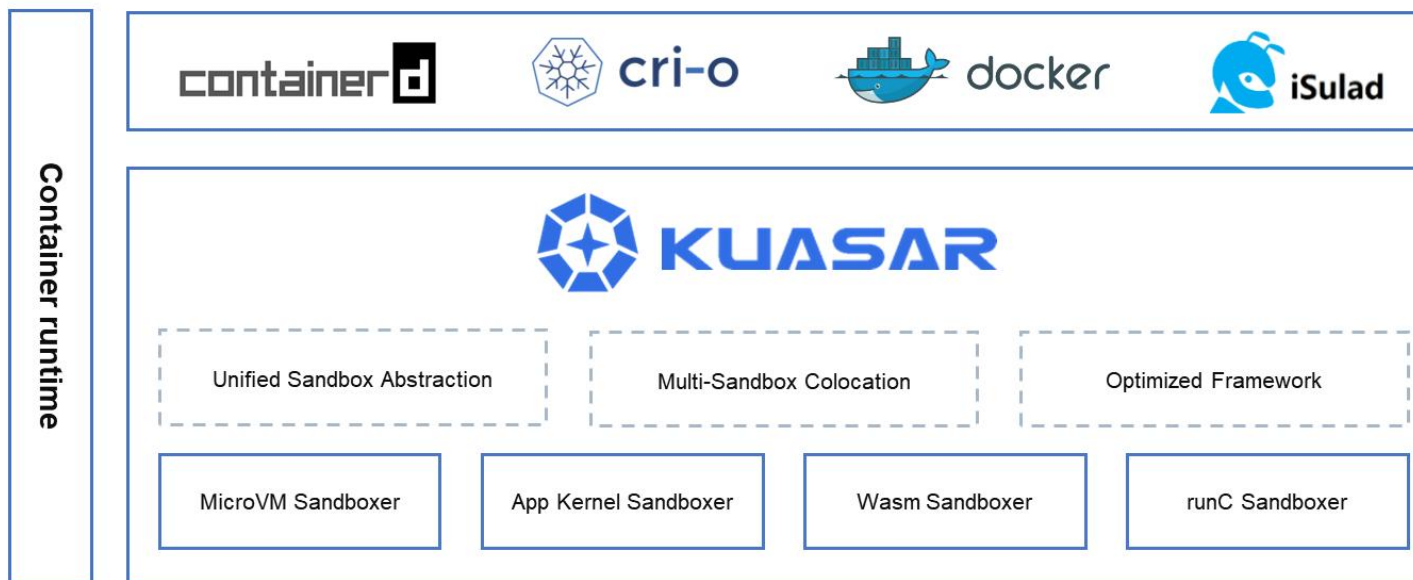 Container runtime
containerd
cri-o
docker
iSulad
KUASAR
Unified Sandbox Abstraction
Multi-Sandbox Colocation
Optimized Framework
MicroVM Sandboxer
App Kernel Sandboxer
Wasm Sandboxer
runC Sandboxer